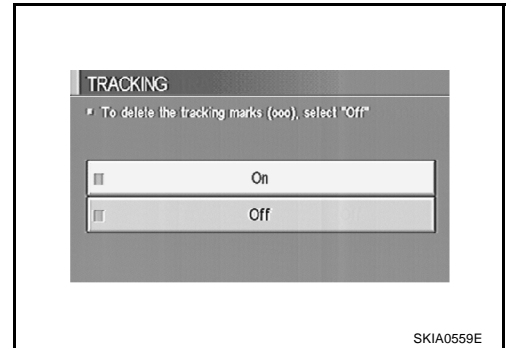 TRACKING
To delete the tracking marks (ooo), select "Off"
On
Off
SKIA0559E